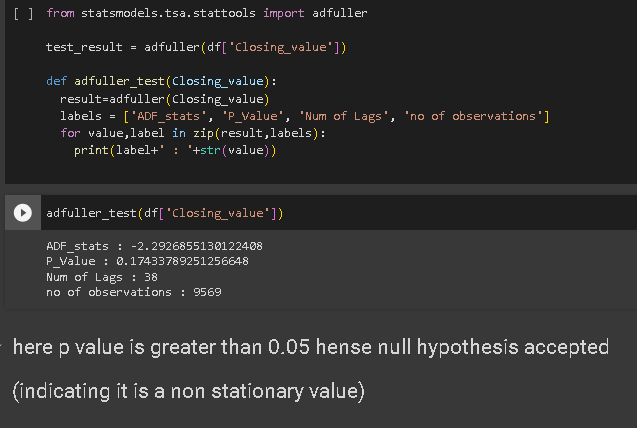 [ ] from statsmodels.tsa.stattools import adfuller
test_result = adfuller(df['Closing_value'])
def adfuller_test(Closing_value):
result=adfuller(Closing_value)
labels = ['ADF_stats', 'P_Value', 'Num of Lags', 'no of observations']
for value,label in zip(result,labels):
print(label+' : '+str(value))
adfuller_test(df['Closing_value'])
ADF_stats : -2.2926855130122408
P_Value : 0.17433789251256648
Num of Lags : 38
no of observations : 9569
here p value is greater than 0.05 hense null hypothesis accepted
(indicating it is a non stationary value)